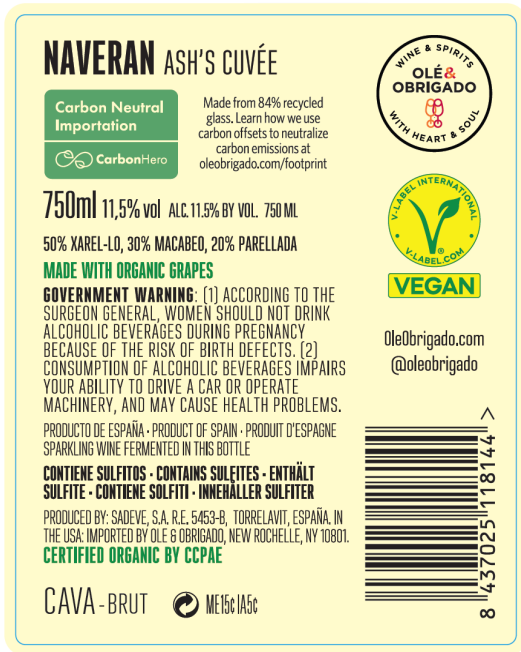 NAVERAN ASH'S CUVÉE
Carbon Neutral
Importation
CarbonHero
Made from 84% recycled
glass. Learn how we use
carbon offsets to neutralize
carbon emissions at
oleobrigado.com/footprint
WINE & SPIRITS
OLÉ&
OBRIGADO
WITH HEART & SOUL
750ml 11,5% vol ALC. 11.5% BY VOL. 750 ML
50% XAREL-LO, 30% MACABEO, 20% PARELLADA
MADE WITH ORGANIC GRAPES
GOVERNMENT WARNING: (1) ACCORDING TO THE
SURGEON GENERAL, WOMEN SHOULD NOT DRINK
ALCOHOLIC BEVERAGES DURING PREGNANCY
BECAUSE OF THE RISK OF BIRTH DEFECTS. (2)
CONSUMPTION OF ALCOHOLIC BEVERAGES IMPAIRS
YOUR ABILITY TO DRIVE A CAR OR OPERATE
MACHINERY, AND MAY CAUSE HEALTH PROBLEMS.
PRODUCTO DE ESPAÑA · PRODUCT OF SPAIN · PRODUIT D'ESPAGNE
SPARKLING WINE FERMENTED IN THIS BOTTLE
CONTIENE SULFITOS · CONTAINS SULFITES · ENTHÄLT
SULFITE · CONTIENE SOLFITI · INNEHÅLLER SULFITER
PRODUCED BY: SADEVE, S.A. R.E. 5453-B, TORRELAVIT, ESPAÑA. IN
THE USA: IMPORTED BY OLE & OBRIGADO, NEW ROCHELLE, NY 10801.
CERTIFIED ORGANIC BY CCPAE
CAVA - BRUT ME15¢ IA5¢
V-LABEL INTERNATIONAL
V-LABEL.COM
®
VEGAN
OleObrigado.com
@oleobrigado
8 437025 118144 >